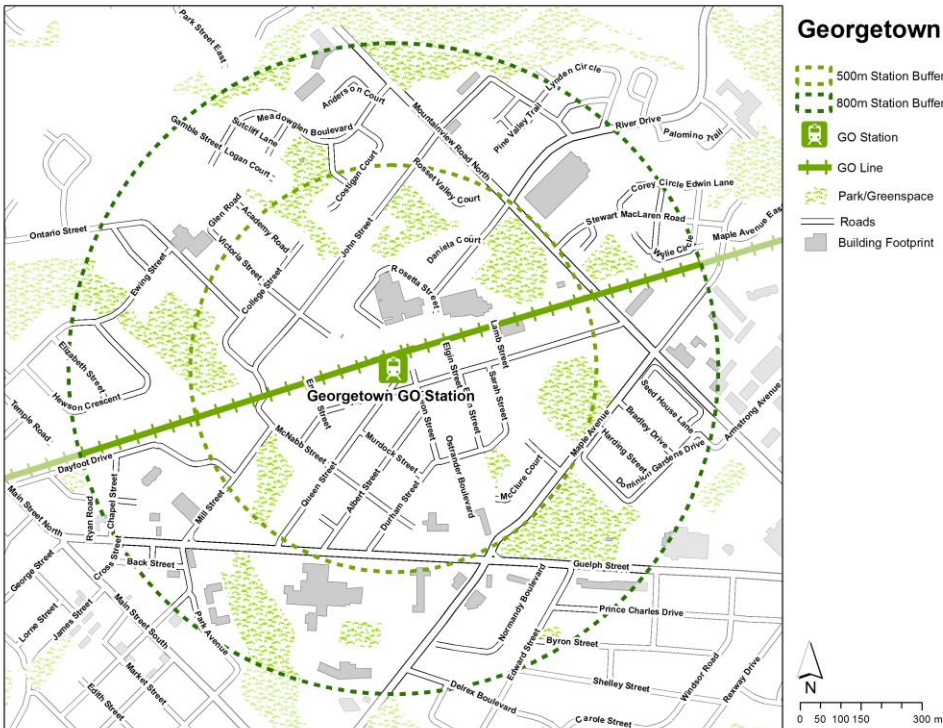 Georgetown
500m Station Buffer
800m Station Buffer
GO Station
GO Line
Park/Greenspace
Roads
Building Footprint
Park Street East
Anderson Court
Mountainview Road North
Lynden Circle
Pine Valley Trail
River Drive
Palomino Trail
Meadowglen Boulevard
Sutcliff Lane
Gamble Street
Logan Court
Costigan Court
Rosset Valley Court
Corey Circle
Edwin Lane
Stewart MacLaren Road
Wylie Circle
Maple Avenue East
Glen Road
Academy Road
Victoria Street
College Street
John Street
Daniela Court
Rosetta Street
Ontario Street
Ewing Street
Elizabeth Street
Hewson Crescent
Temple Road
Dayfoot Drive
Georgetown GO Station
Elgin Street
Lamb Street
Sarah Street
Street
McNabb Street
Queen Street
Murdock Street
Albert Street
Durham Street
Ostrander Boulevard
McClure Court
Maple Avenue
Seed House Lane
Bradley Drive
Harding Street
Dominion Gardens Drive
Armstrong Avenue
Main Street North
Ryan Road
Chapel Street
Mill Street
Cross Street
Back Street
George Street
Lorne Street
James Street
Main Street South
Park Avenue
Market Street
Edith Street
Guelph Street
Normandy Boulevard
Prince Charles Drive
Edward Street
Byron Street
Shelley Street
Windsor Road
Rexway Drive
Delrex Boulevard
Carole Street
N
0 50 100 150 300 m